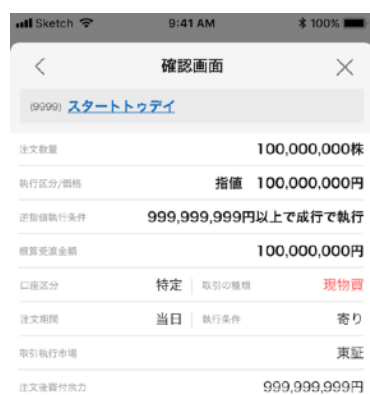 Sketch 9:41 AM 100%
確認画面
(9999) スタートトゥデイ
注文数量 100,000,000株
執行区分/価格 指値 100,000,000円
逆指値執行条件 999,999,999円以上で成行で執行
概算受渡金額 100,000,000円
口座区分 特定 取引の種類 現物買
注文期間 当日 執行条件 寄り
取引執行市場 東証
注文後買付余力 999,999,999円